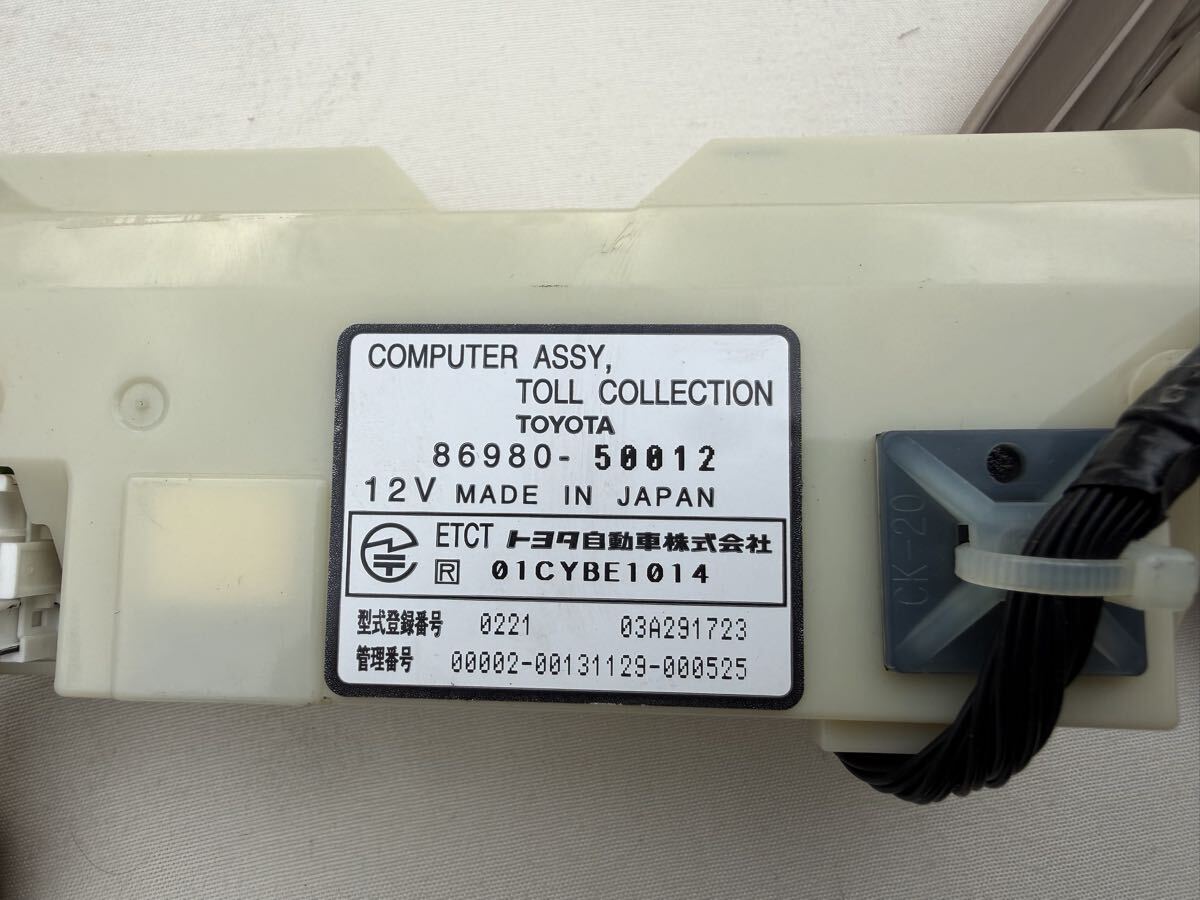 COMPUTER ASSY,
TOLL COLLECTION
TOYOTA
86980-50012
12V MADE IN JAPAN
ETCT トヨタ自動車株式会社
R 01CYBE1014
型式登録番号 0221 03A291723
管理番号 00002-00131129-000525
CK-20